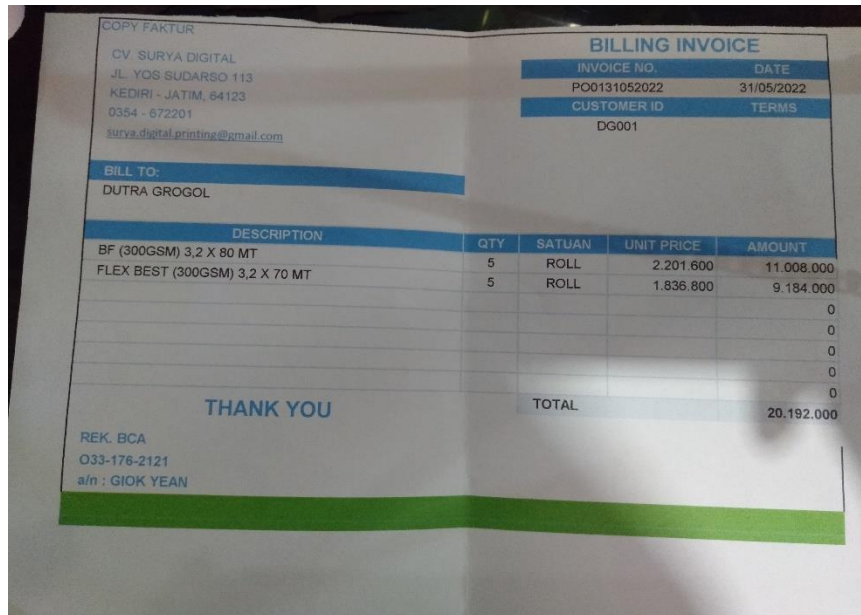 COPY FAKTUR
CV. SURYA DIGITAL
JL. YOS SUDARSO 113
KEDIRI - JATIM, 64123
0354 - 672201
surya.digital.printing@gmail.com
BILLING INVOICE
INVOICE NO. DATE
PO0131052022 31/05/2022
CUSTOMER ID TERMS
DG001
BILL TO:
DUTRA GROGOL
DESCRIPTION QTY SATUAN UNIT PRICE AMOUNT
BF (300GSM) 3,2 X 80 MT 5 ROLL 2.201.600 11.008.000
FLEX BEST (300GSM) 3,2 X 70 MT 5 ROLL 1.836.800 9.184.000
0
0
0
0
0
THANK YOU
TOTAL 20.192.000
REK. BCA
O33-176-2121
a/n : GIOK YEAN